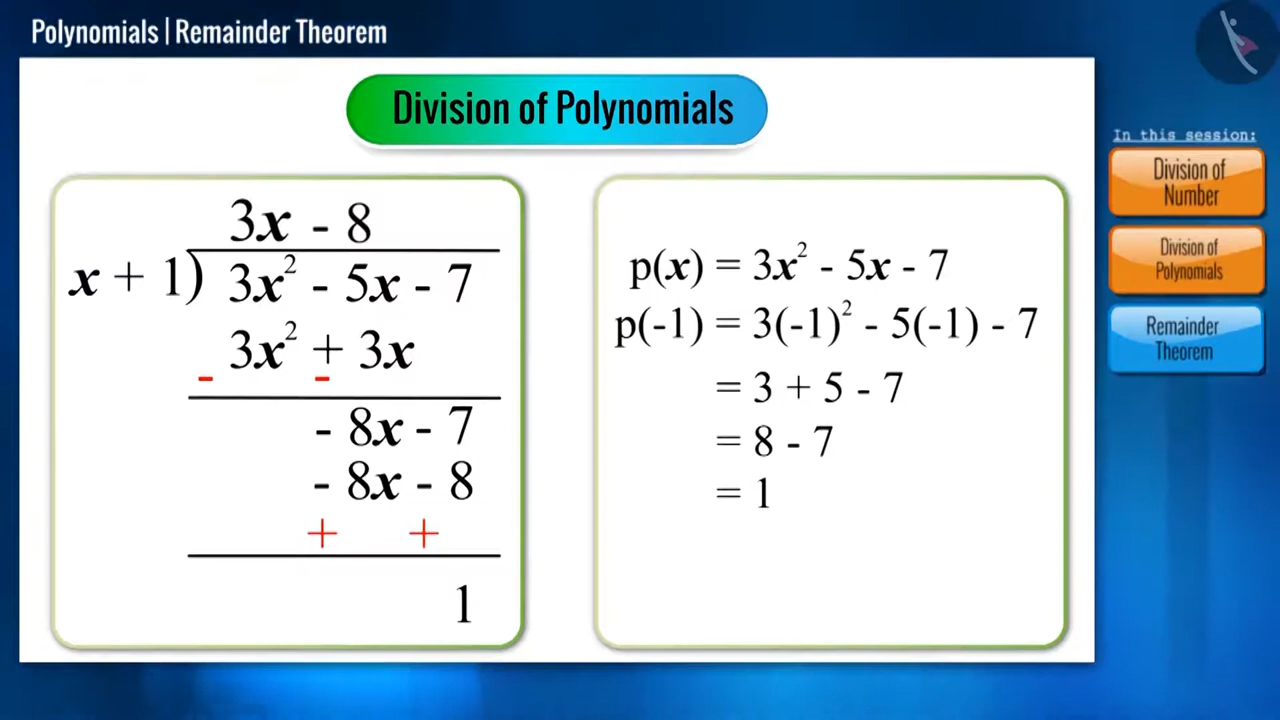 Polynomials | Remainder Theorem
Division of Polynomials
3x - 8
x + 1) 3x² - 5x - 7
3x² + 3x
- -
- 8x - 7
- 8x - 8
+ +
1
p(x) = 3x² - 5x - 7
p(-1) = 3(-1)² - 5(-1) - 7
= 3 + 5 - 7
= 8 - 7
= 1
In this session:
Division of
Number
Division of
Polynomials
Remainder
Theorem